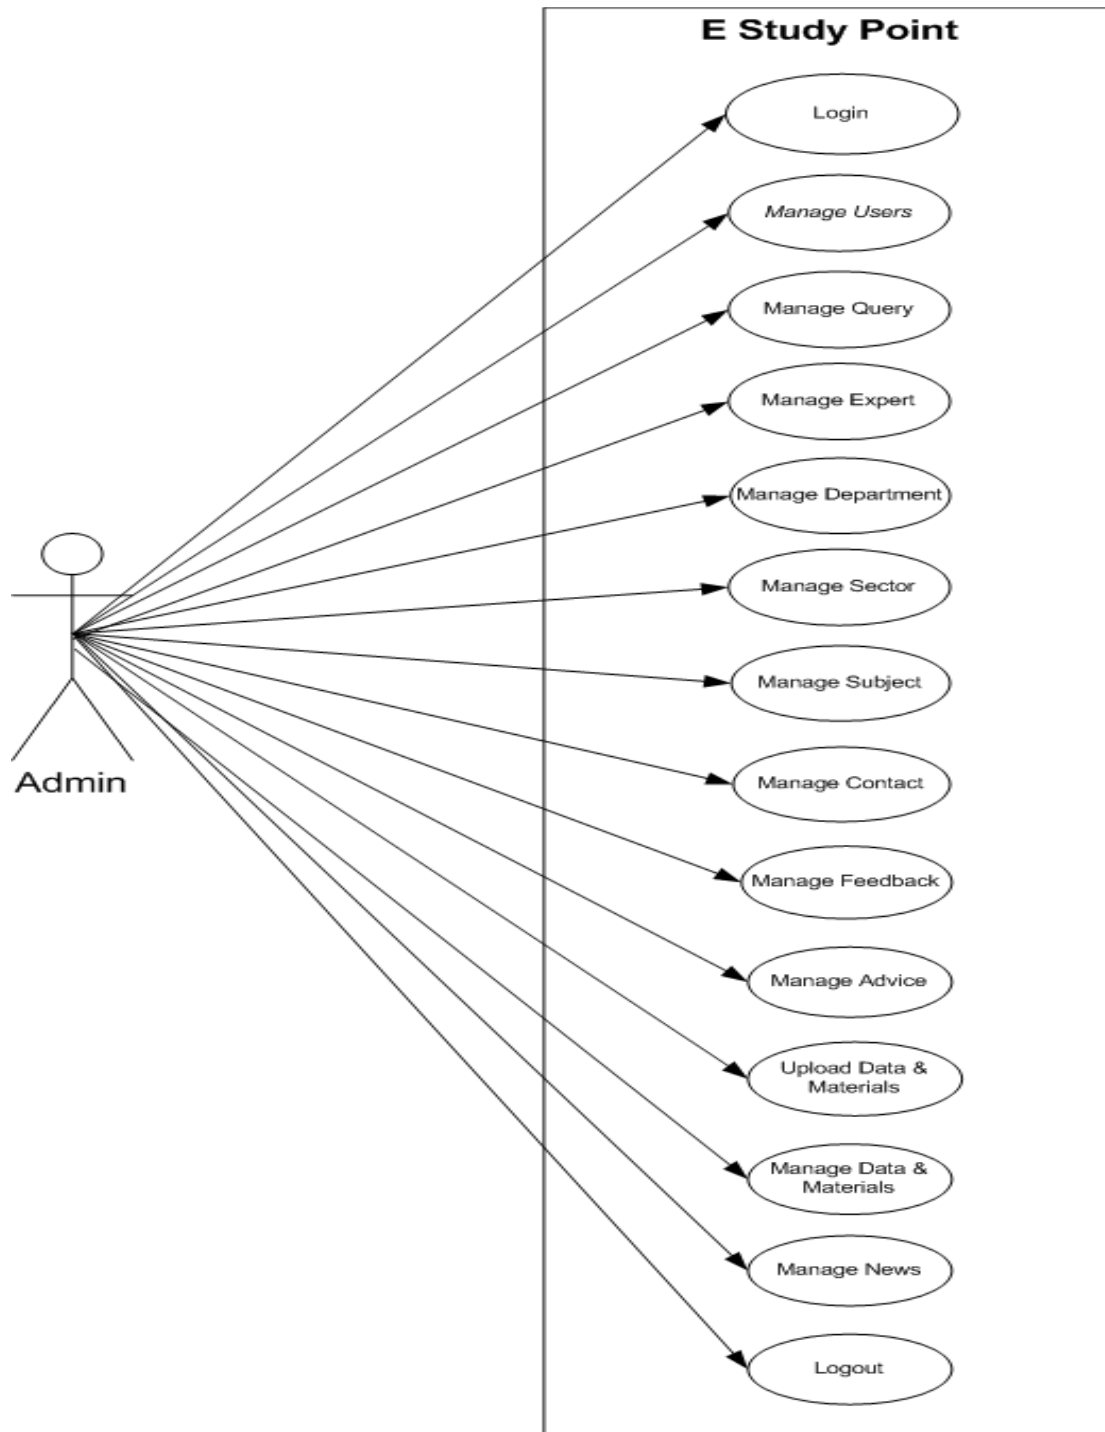 E Study Point
Login
Manage Users
Manage Query
Manage Expert
Manage Department
Manage Sector
Manage Subject
Admin
Manage Contact
Manage Feedback
Manage Advice
Upload Data &
Materials
Manage Data &
Materials
Manage News
Logout